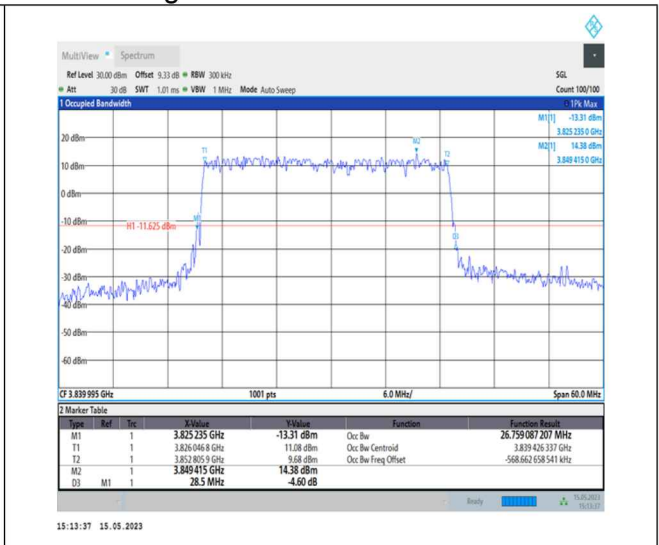 MultiView Spectrum
Ref Level 30.00 dBm Offset 9.33 dB RBW 300 kHz SGL
Att 30 dB SWT 1.01 ms VBW 1 MHz Mode Auto Sweep Count 100/100
1 Occupied Bandwidth 1Pk Max
M1[1] -13.31 dBm
3.825 235 0 GHz
M2[1] 14.38 dBm
3.849 415 0 GHz
20 dBm
M2
T1 T2
10 dBm
0 dBm
-10 dBm
M1
H1 -11.625 dBm
D3
-20 dBm
-30 dBm
-40 dBm
-50 dBm
-60 dBm
CF 3.839 995 GHz 1001 pts 6.0 MHz/ Span 60.0 MHz
2 Marker Table
Type Ref Trc X-Value Y-Value Function Function Result
M1 1 3.825 235 GHz -13.31 dBm Occ Bw 26.759 087 207 MHz
T1 1 3.826 046 8 GHz 11.08 dBm Occ Bw Centroid 3.839 426 337 GHz
T2 1 3.852 805 9 GHz 9.68 dBm Occ Bw Freq Offset -568.662 658 541 kHz
M2 1 3.849 415 GHz 14.38 dBm
D3 M1 1 28.5 MHz -4.60 dB
Ready 15.05.2023
15:13:37
15:13:37 15.05.2023